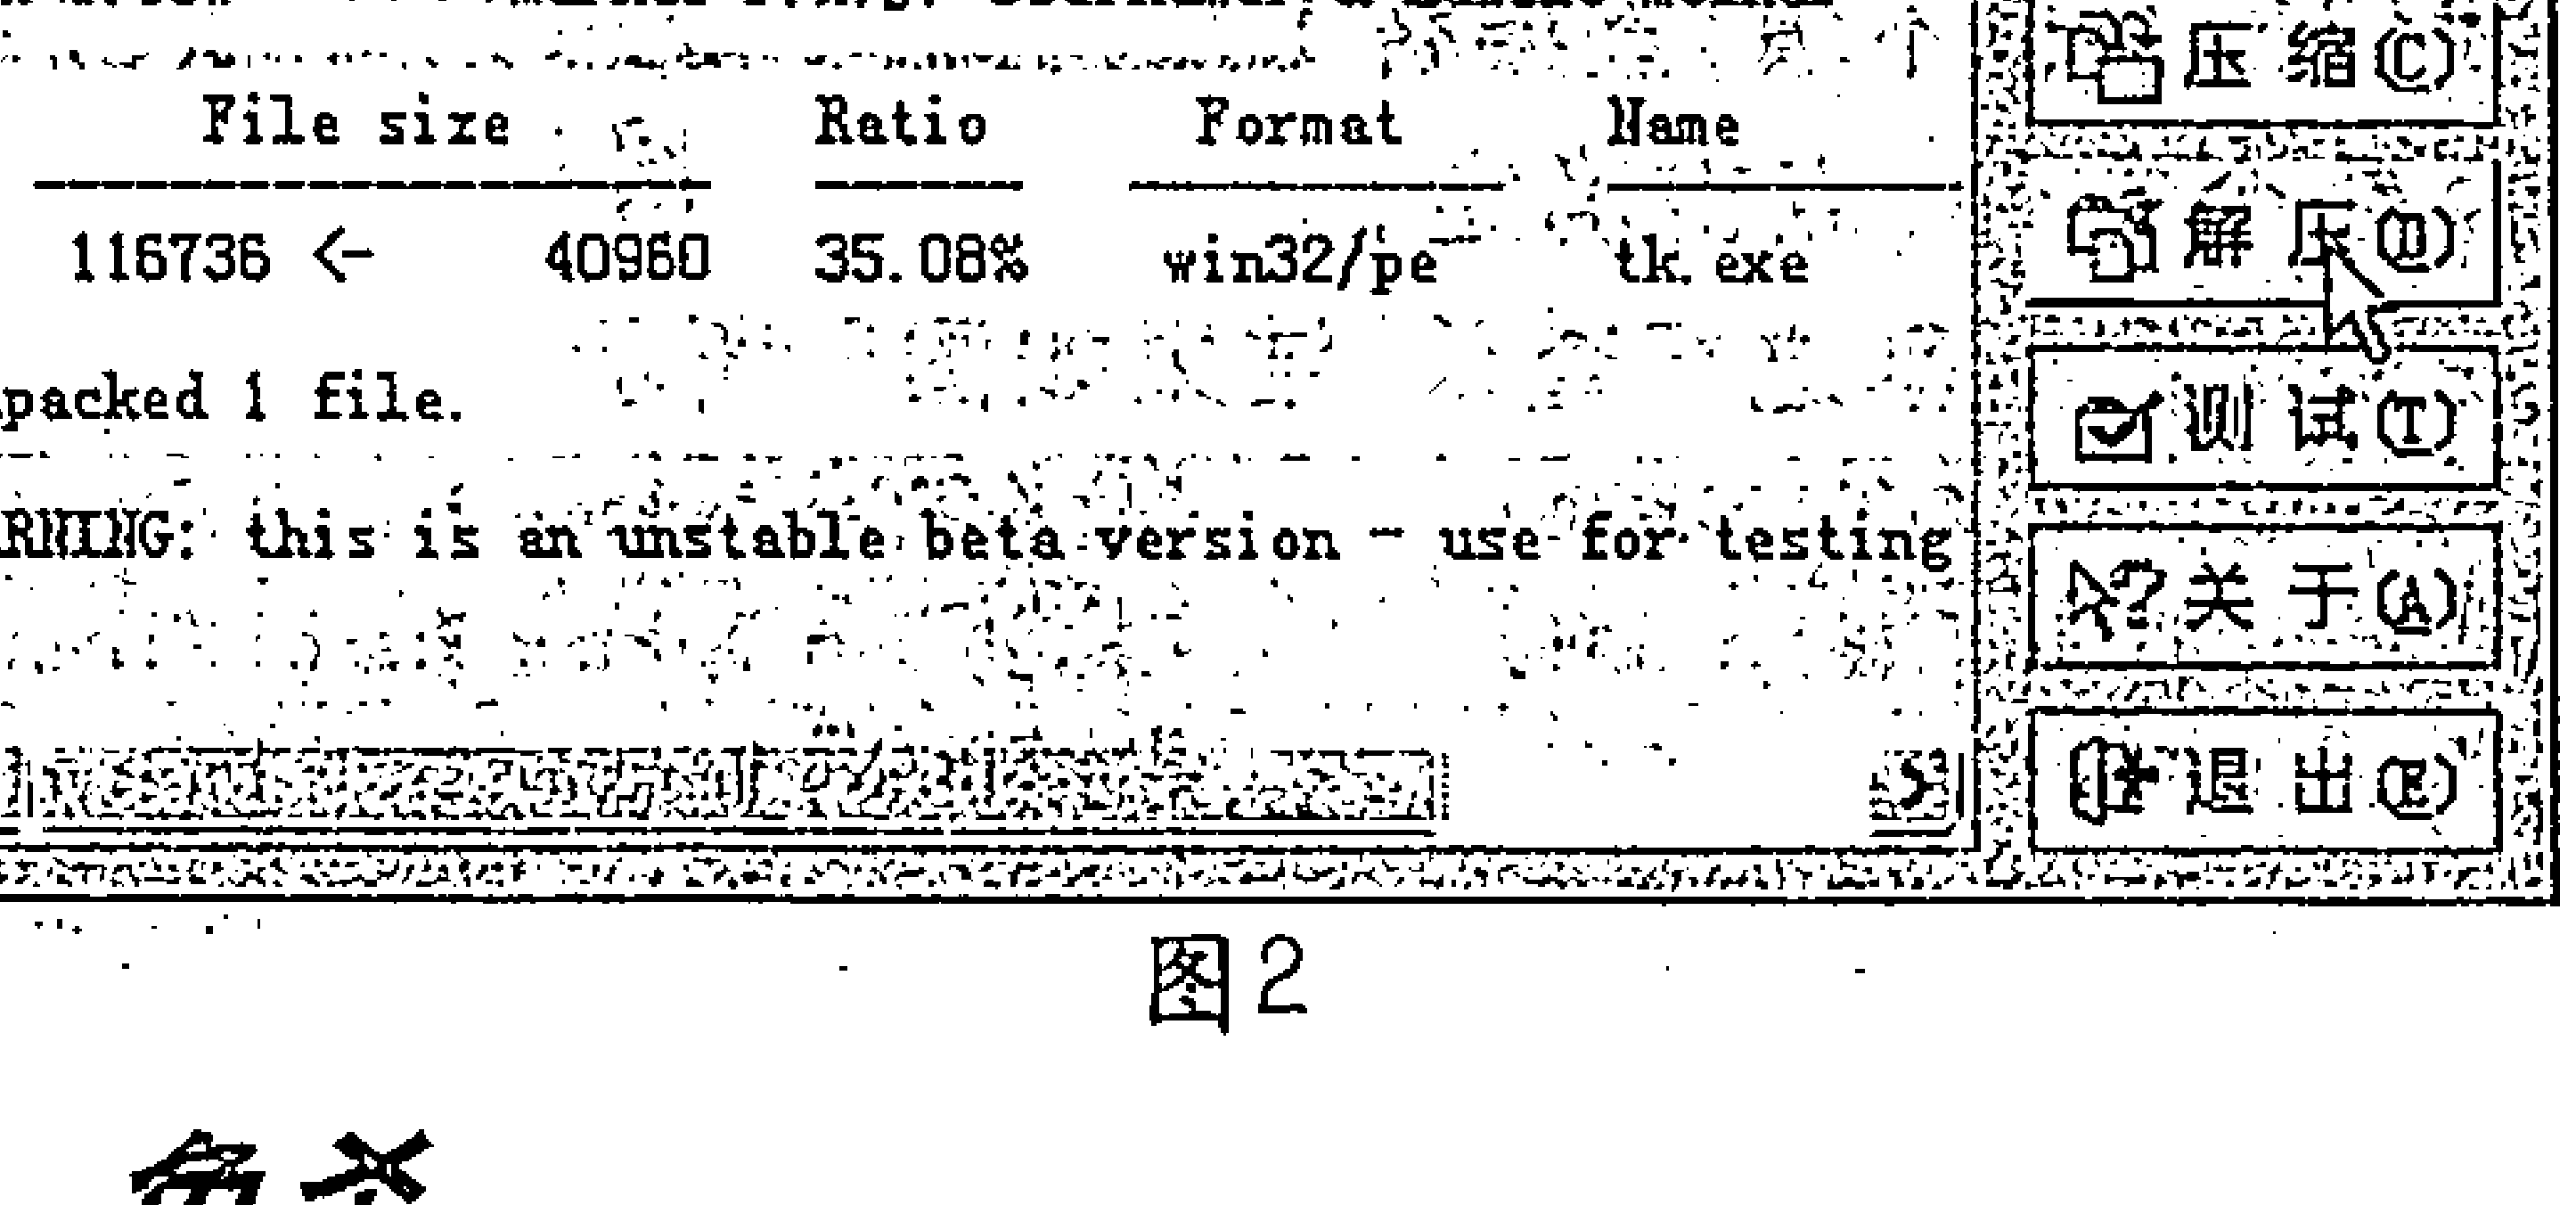 压缩(C)
File size Ratio Format Name
116736 <- 40960 35.08% win32/pe tk.exe
解压(D)
packed 1 file.
测试(T)
RNING: this is an unstable beta version - use for testing
关于(A)
退出(E)
图2